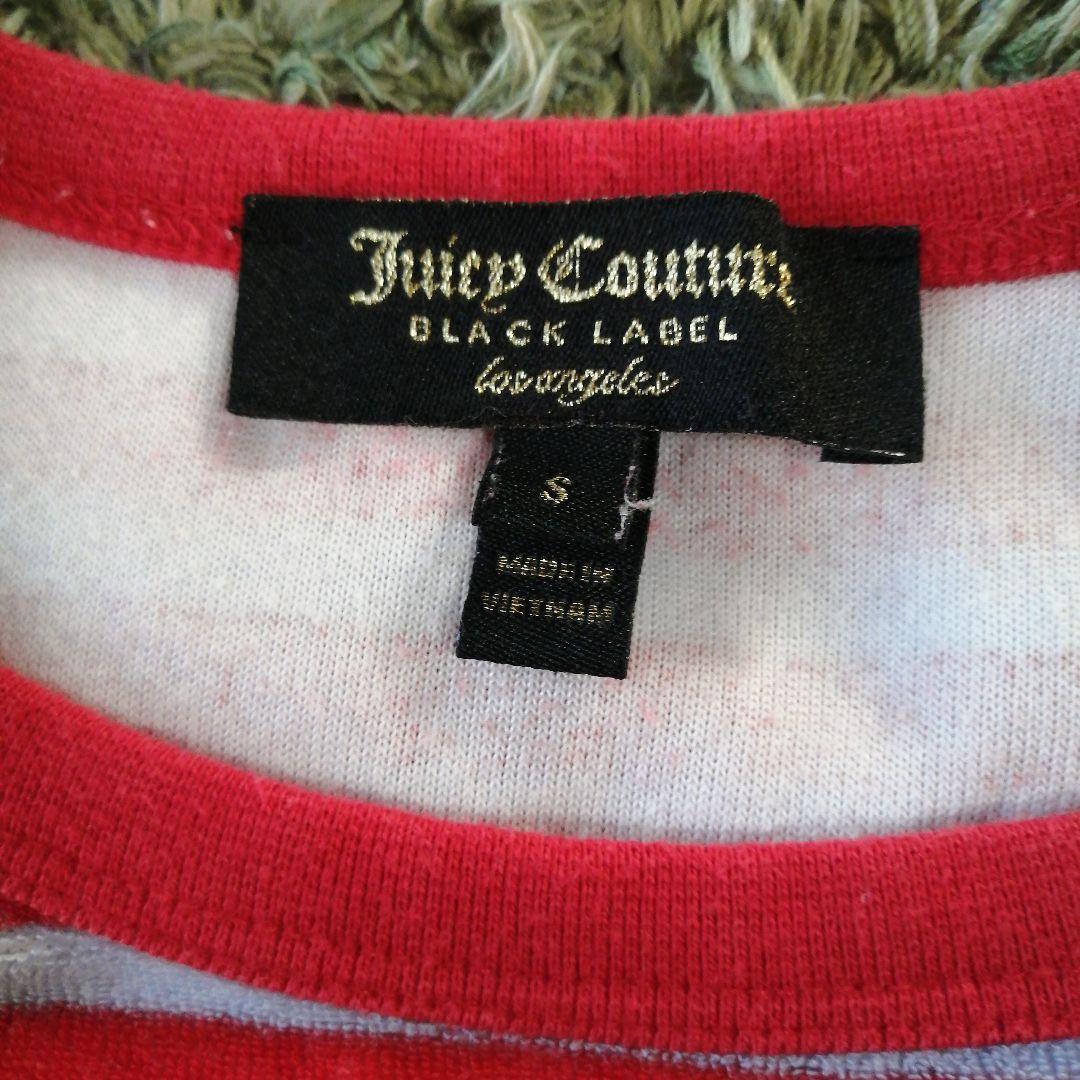 Juicy Couture
BLACK LABEL
los angeles
S
MADE IN
VIETNAM